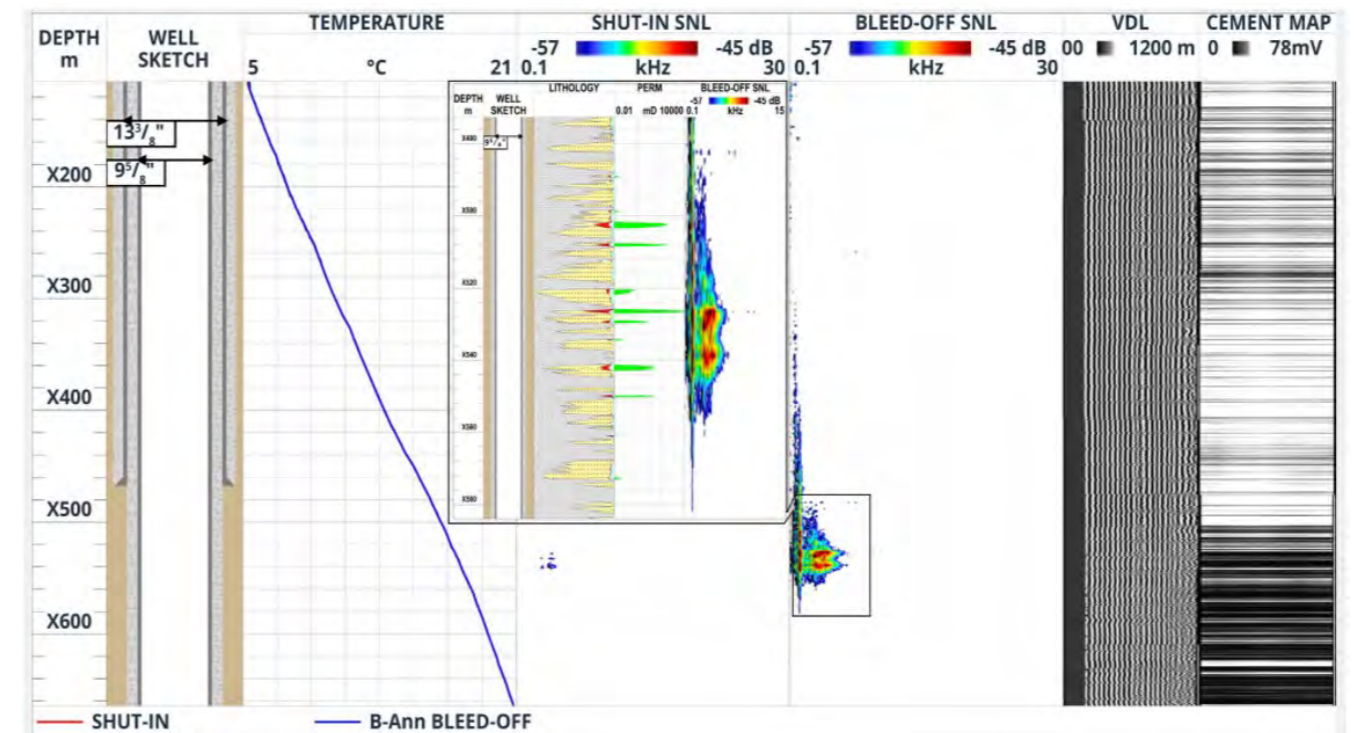 TEMPERATURE SHUT-IN SNL BLEED-OFF SNL VDL CEMENT MAP
DEPTH m WELL SKETCH
-57 -45 dB -57 -45 dB 00 1200 m 0 78mV
5 °C 21 0.1 kHz 30 0.1 kHz 30
LITHOLOGY PERM BLEED-OFF SNL
DEPTH WELL -57 -45 dB
m SKETCH 0.01 mD 10000 0.1 kHz 15
13³/₈"
9⁵/₈"
9⁵/₈"
X200
X300
X400
X500
X600
X520
X540
X560
X580
SHUT-IN B-Ann BLEED-OFF